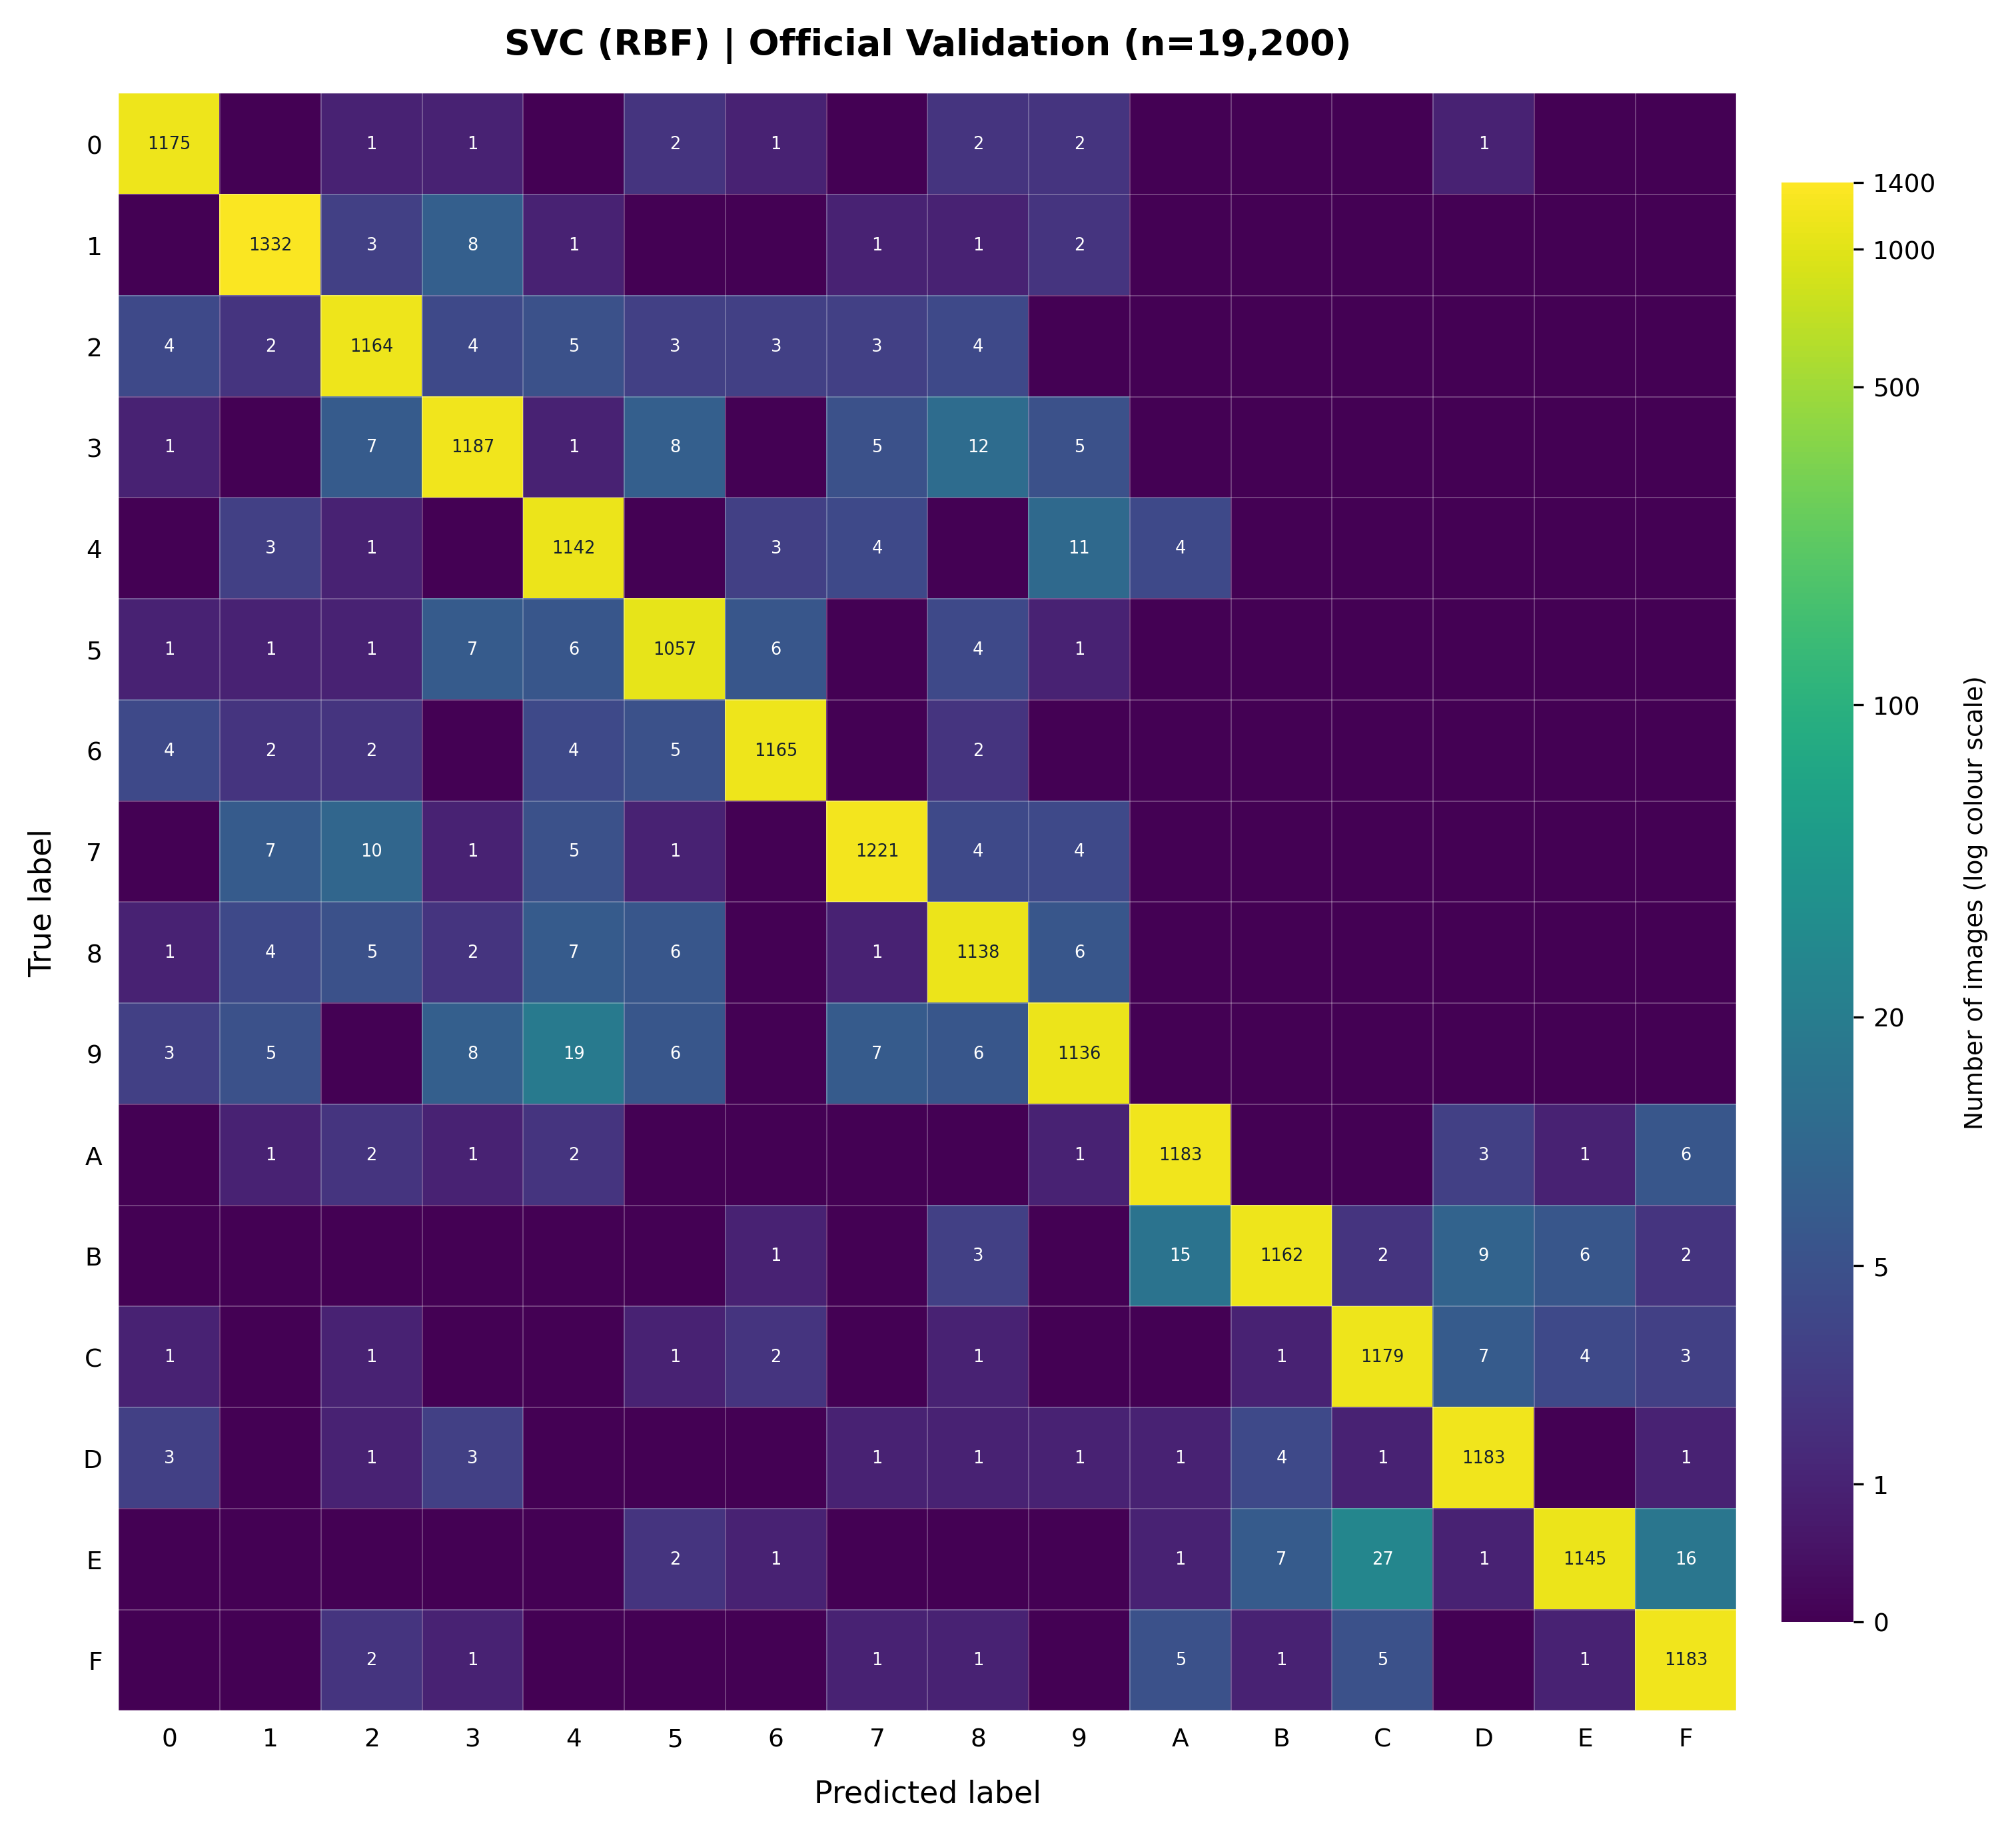 SVC (RBF) | Official Validation (n=19,200)
0 1175 1 1 2 1 2 2 1
1 1332 3 8 1 1 1 2
2 4 2 1164 4 5 3 3 3 4
3 1 7 1187 1 8 5 12 5
4 3 1 1142 3 4 11 4
5 1 1 1 7 6 1057 6 4 1
6 4 2 2 4 5 1165 2
7 7 10 1 5 1 1221 4 4
8 1 4 5 2 7 6 1 1138 6
9 3 5 8 19 6 7 6 1136
A 1 2 1 2 1 1183 3 1 6
B 1 3 15 1162 2 9 6 2
C 1 1 1 2 1 1 1179 7 4 3
D 3 1 3 1 1 1 1 4 1 1183 1
E 2 1 1 7 27 1 1145 16
F 2 1 1 1 5 1 5 1 1183
0 1 2 3 4 5 6 7 8 9 A B C D E F
Predicted label
True label
1400
1000
500
100
20
5
1
0
Number of images (log colour scale)